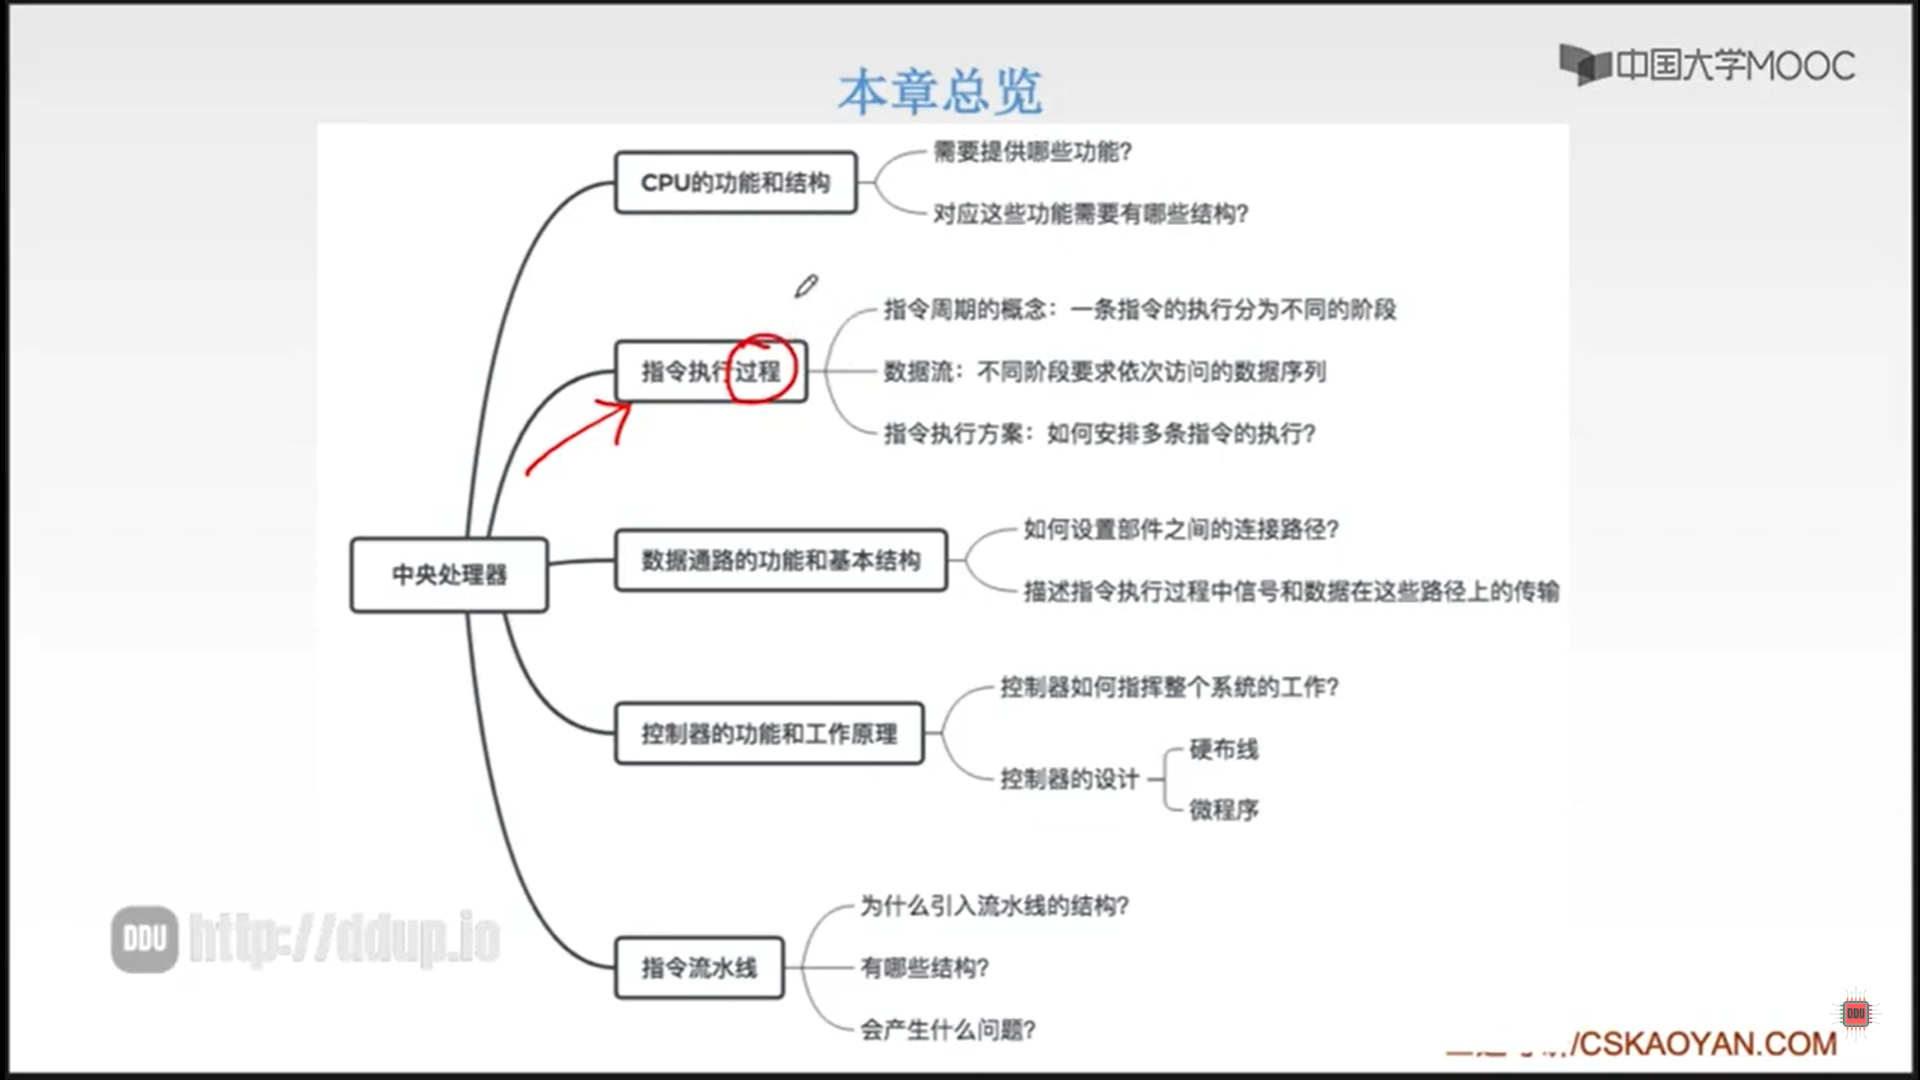 中国大学MOOC
本章总览
CPU的功能和结构
需要提供哪些功能?
对应这些功能需要有哪些结构?
指令执行过程
指令周期的概念：一条指令的执行分为不同的阶段
数据流：不同阶段要求依次访问的数据序列
指令执行方案：如何安排多条指令的执行?
中央处理器
数据通路的功能和基本结构
如何设置部件之间的连接路径?
描述指令执行过程中信号和数据在这些路径上的传输
控制器的功能和工作原理
控制器如何指挥整个系统的工作?
控制器的设计
硬布线
微程序
指令流水线
为什么引入流水线的结构?
有哪些结构?
会产生什么问题?
DDU http://ddup.io
DDU
/CSKAOYAN.COM